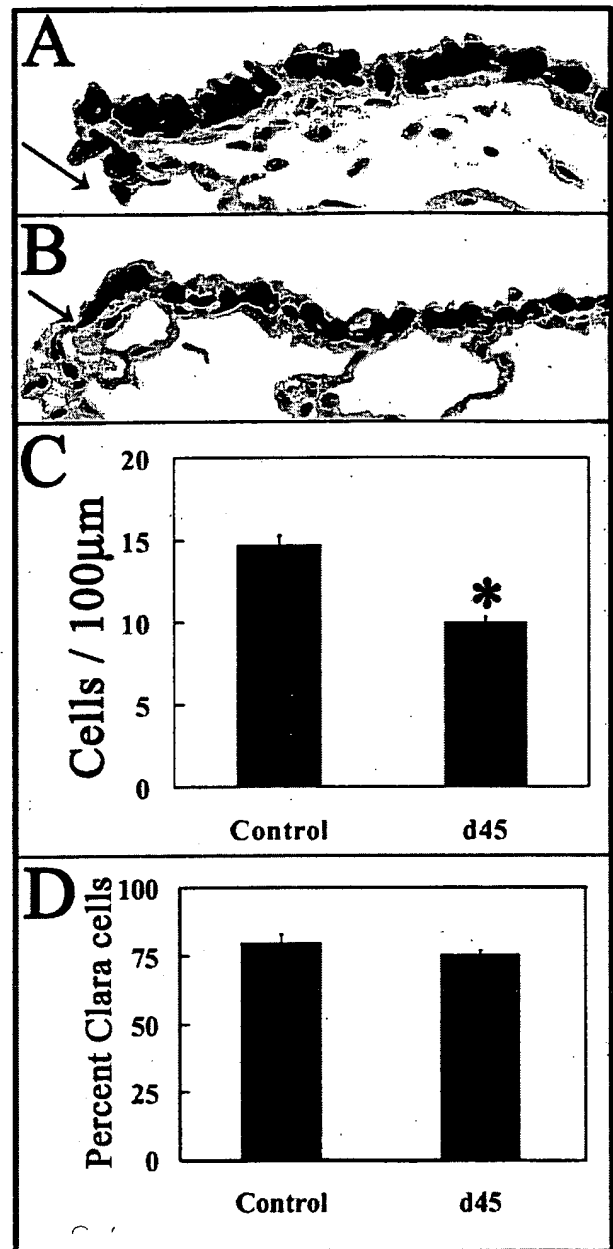 A
B
C
Cells / 100μm
20
15
10
5
0
*
Control
d45
D
Percent Clara cells
100
75
50
25
0
Control
d45